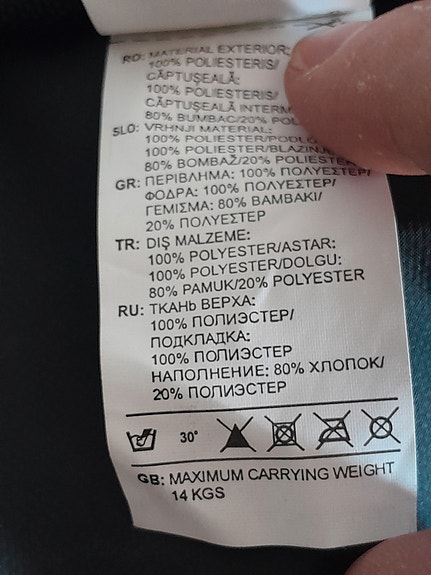 RO: MATERIAL EXTERIOR:
100% POLIESTERIS/
CĂPTUȘEALĂ:
100% POLIESTERIS/
CĂPTUȘEALĂ INTERM
80% BUMBAC/20% POL
SLO: VRHNJI MATERIAL:
100% POLIESTER/PODLO
100% POLIESTER/BLAZIN
80% BOMBAŽ/20% POLIESTER
GR: ΠΕΡΙΒΛΗΜΑ: 100% ΠΟΛΥΕΣΤΕΡ/
ΦΟΔΡΑ: 100% ΠΟΛΥΕΣΤΕΡ/
ΓΕΜΙΣΜΑ: 80% ΒΑΜΒΑΚΙ/
20% ΠΟΛΥΕΣΤΕΡ
TR: DIŞ MALZEME:
100% POLYESTER/ASTAR:
100% POLYESTER/DOLGU:
80% PAMUK/20% POLYESTER
RU: ТКАНЬ ВЕРХА:
100% ПОЛИЭСТЕР/
ПОДКЛАДКА:
100% ПОЛИЭСТЕР
НАПОЛНЕНИЕ: 80% ХЛОПОК/
20% ПОЛИЭСТЕР
30°
GB: MAXIMUM CARRYING WEIGHT
14 KGS